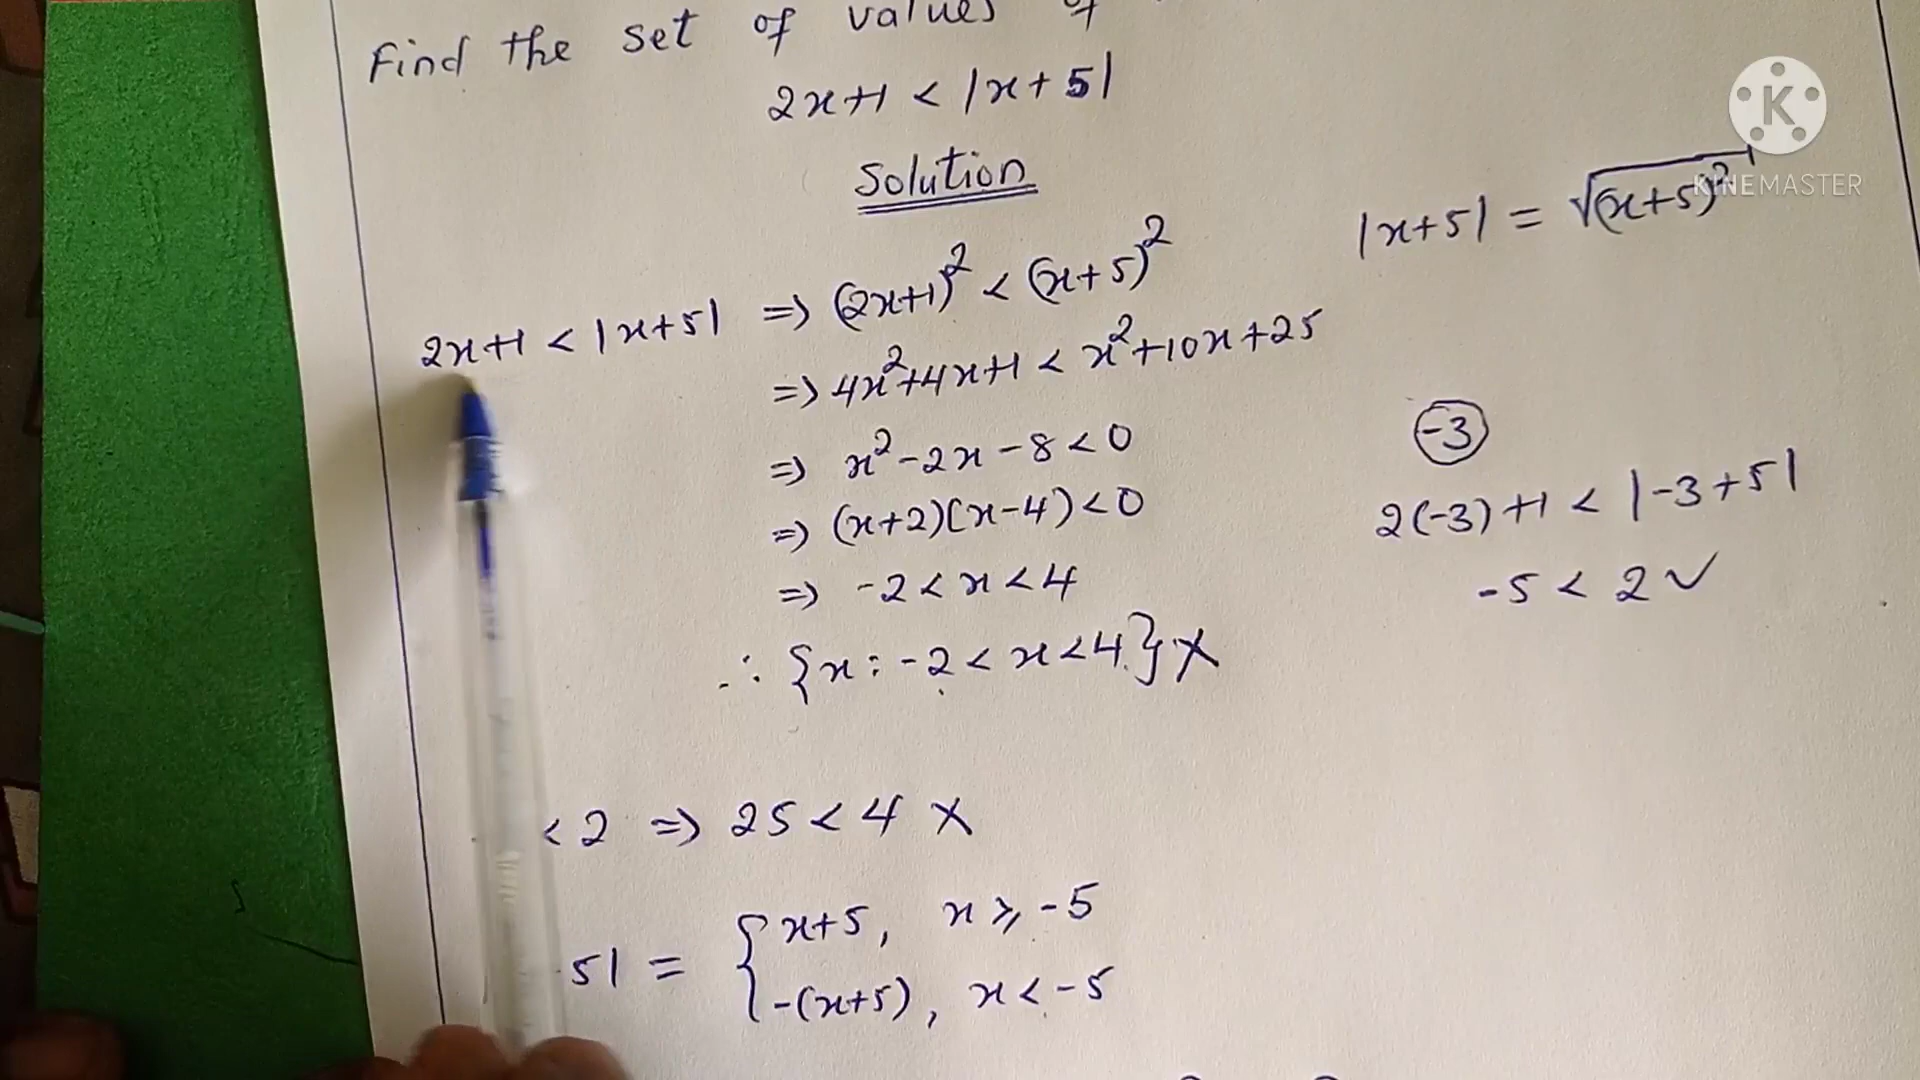 Find the set of values of
2x+1 < |x+5|
Solution
|x+5| = √(x+5)²
2x+1 < |x+5| => (2x+1)² < (x+5)²
=> 4x²+4x+1 < x²+10x+25
=> x²-2x-8 < 0
=> (x+2)(x-4) < 0
=> -2 < x < 4
∴ {x : -2 < x < 4} X
-3
2(-3)+1 < |-3+5|
-5 < 2 ✓
< 2 => 25 < 4 X
5| = { x+5, x ⩾ -5
-(x+5), x < -5
K
KINEMASTER